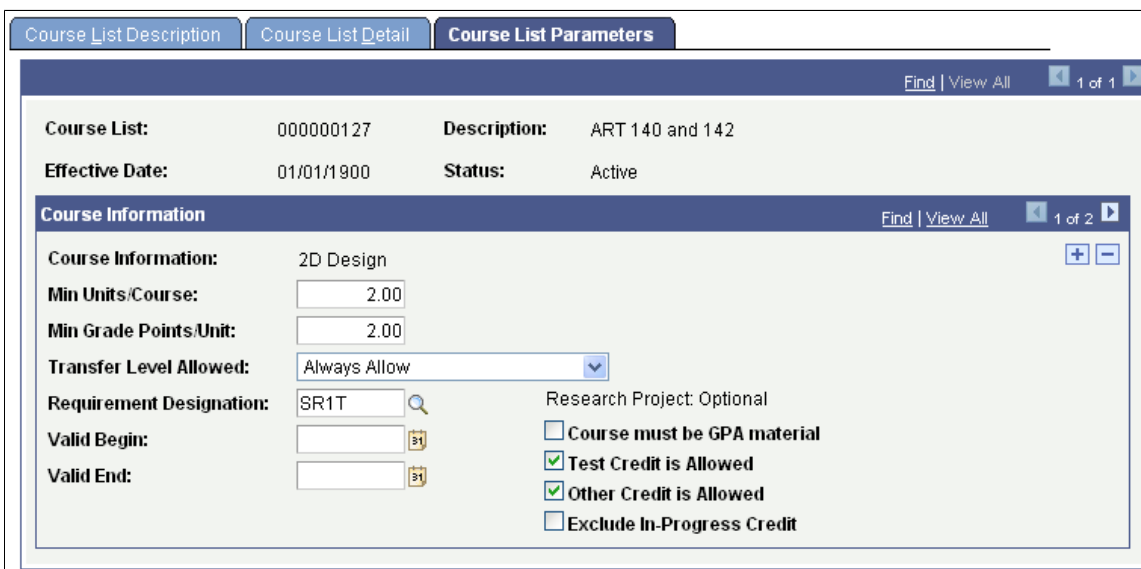 Course List Description Course List Detail Course List Parameters
Find | View All 1 of 1
Course List: 000000127 Description: ART 140 and 142
Effective Date: 01/01/1900 Status: Active
Course Information Find | View All 1 of 2
Course Information: 2D Design
Min Units/Course: 2.00
Min Grade Points/Unit: 2.00
Transfer Level Allowed: Always Allow
Requirement Designation: SR1T Research Project: Optional
Valid Begin: 31 Course must be GPA material
Test Credit is Allowed
Valid End: 31
Other Credit is Allowed
Exclude In-Progress Credit